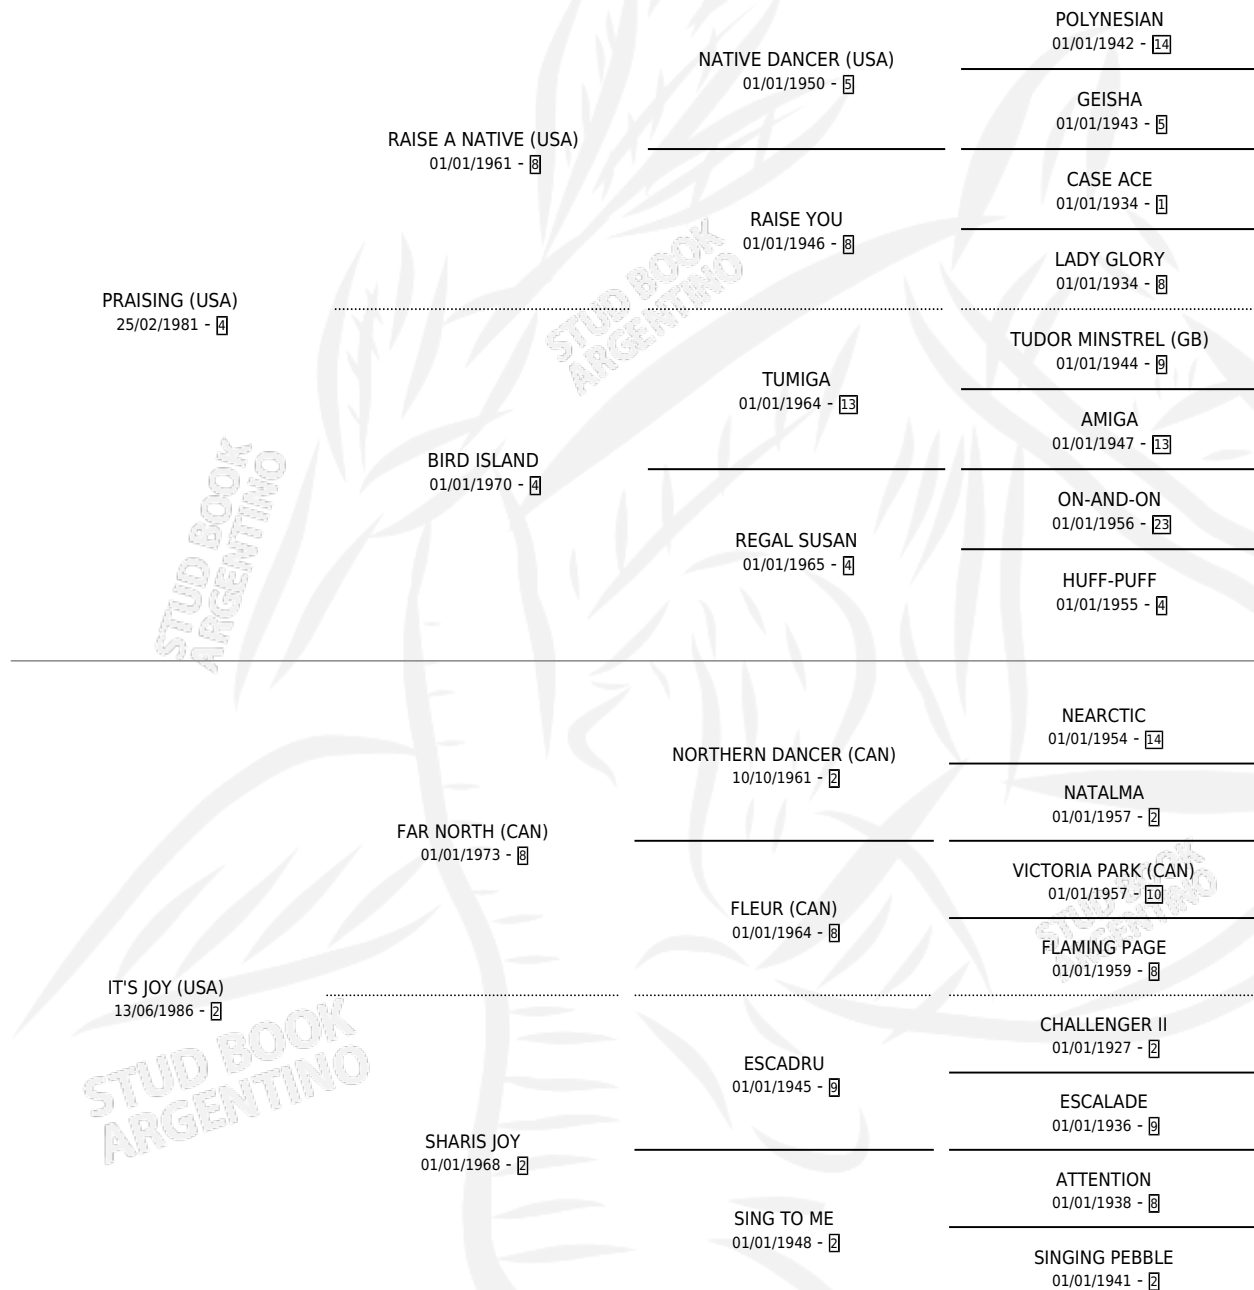 POLYNESIAN
01/01/1942 - 14
NATIVE DANCER (USA)
01/01/1950 - 5
GEISHA
01/01/1943 - 5
RAISE A NATIVE (USA)
01/01/1961 - 8
CASE ACE
01/01/1934 - 1
RAISE YOU
01/01/1946 - 8
LADY GLORY
01/01/1934 - 8
PRAISING (USA)
25/02/1981 - 4
STUD BOOK
ARGENTINO
TUDOR MINSTREL (GB)
01/01/1944 - 9
TUMIGA
01/01/1964 - 13
AMIGA
01/01/1947 - 13
BIRD ISLAND
01/01/1970 - 4
ON-AND-ON
01/01/1956 - 23
REGAL SUSAN
01/01/1965 - 4
HUFF-PUFF
01/01/1955 - 4
STUD BOOK
ARGENTINO
NEARCTIC
01/01/1954 - 14
NORTHERN DANCER (CAN)
10/10/1961 - 2
NATALMA
01/01/1957 - 2
FAR NORTH (CAN)
01/01/1973 - 8
VICTORIA PARK (CAN)
01/01/1957 - 10
FLEUR (CAN)
01/01/1964 - 8
STUD BOOK
ARGENTINO
FLAMING PAGE
01/01/1959 - 8
IT'S JOY (USA)
13/06/1986 - 2
STUD BOOK
ARGENTINO
CHALLENGER II
01/01/1927 - 2
ESCADRU
01/01/1945 - 9
ESCALADE
01/01/1936 - 9
SHARIS JOY
01/01/1968 - 2
ATTENTION
01/01/1938 - 8
SING TO ME
01/01/1948 - 2
SINGING PEBBLE
01/01/1941 - 2